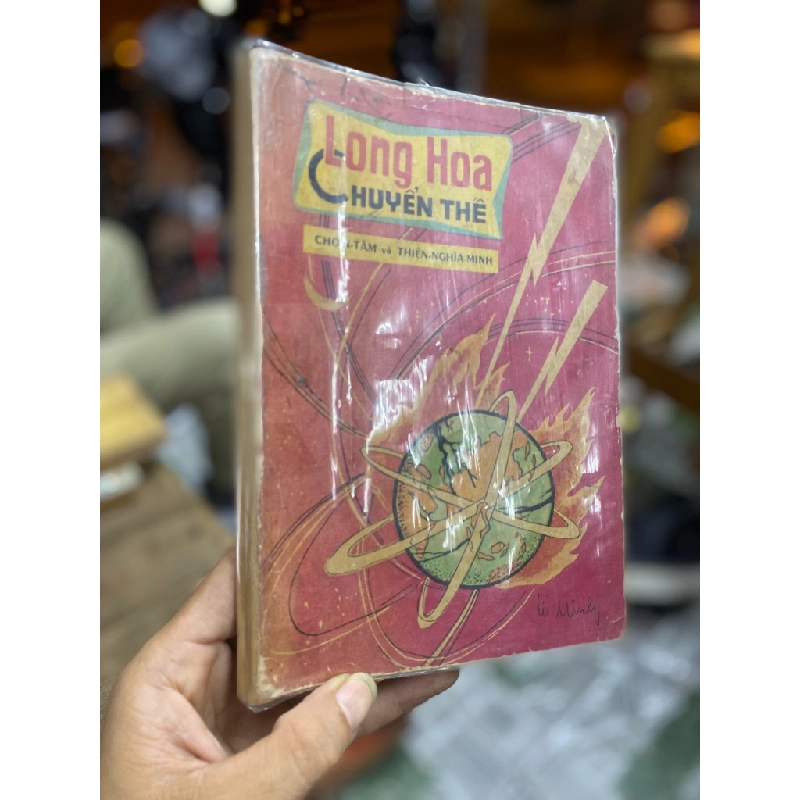 Long Hoa
CHUYỂN THẾ
CHƠN-TÂM và THIỆN-NGHĨA-MINH